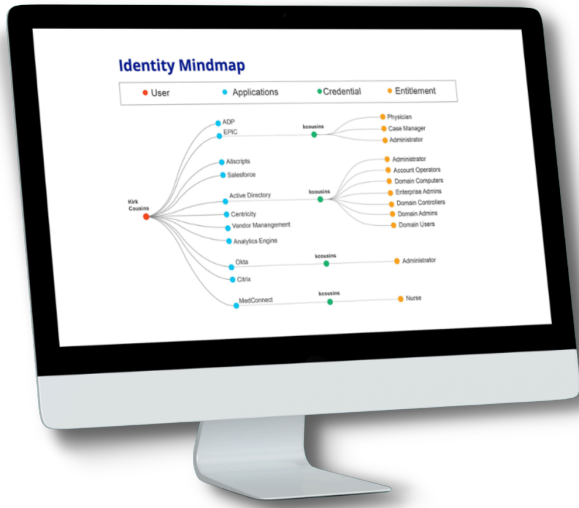 Identity Mindmap
User Applications Credential Entitlement
ADP
EPIC
kcousins
Physician
Case Manager
Administrator
Allscripts
Salesforce
Kirk
Cousins
Active Directory
kcousins
Administrator
Account Operators
Domain Computers
Enterprise Admins
Domain Controllers
Domain Admins
Domain Users
Centricity
Vendor Manangement
Analytics Engine
Okta
kcousins
Administrator
Citrix
MedConnect
kcousins
Nurse